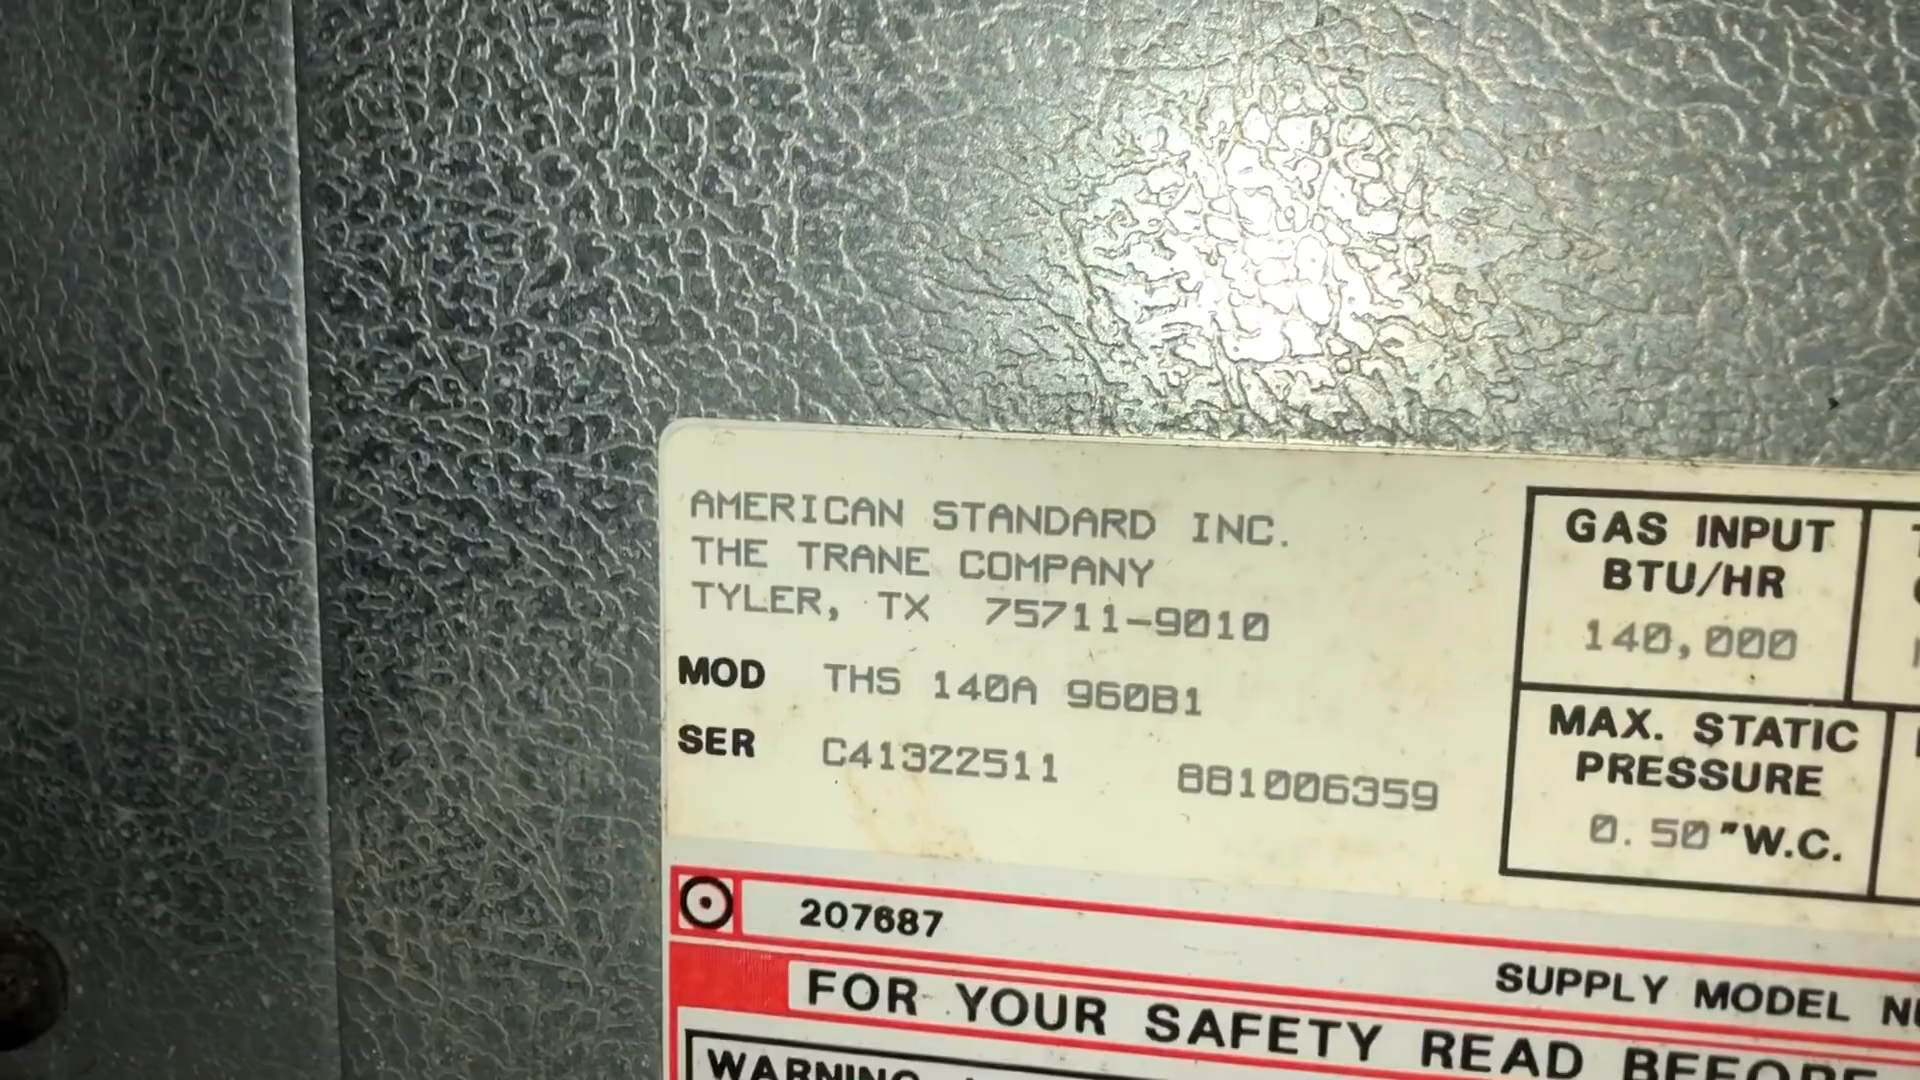 AMERICAN STANDARD INC.
THE TRANE COMPANY
TYLER, TX 75711-9010
MOD THS 140A 960B1
SER C41322511 881006359
GAS INPUT
BTU/HR
140,000
MAX. STATIC
PRESSURE
0.50"W.C.
207687
SUPPLY MODEL
FOR YOUR SAFETY READ BEFORE
WARNING